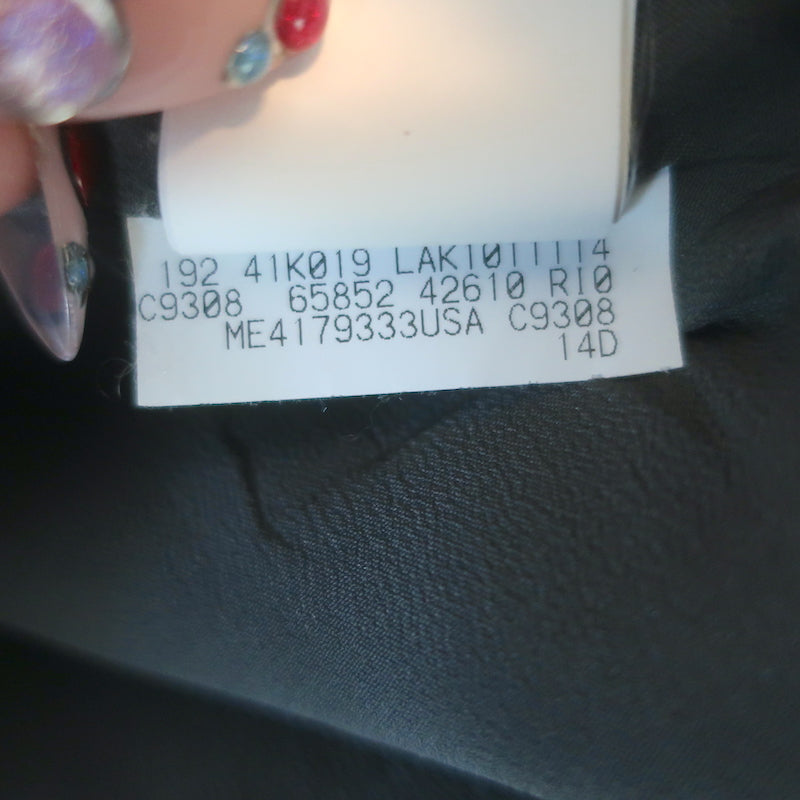 192 41K019 LAK1011114
C9308 65852 42610 RI0
ME4179333USA C9308
14D